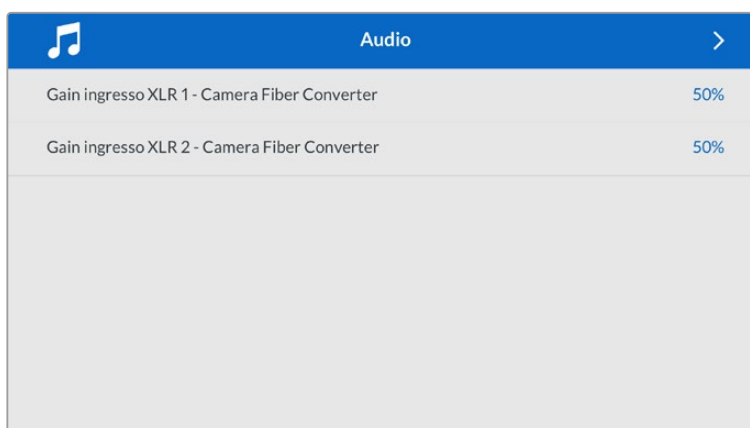 Audio
Gain ingresso XLR 1 - Camera Fiber Converter 50%
Gain ingresso XLR 2 - Camera Fiber Converter 50%